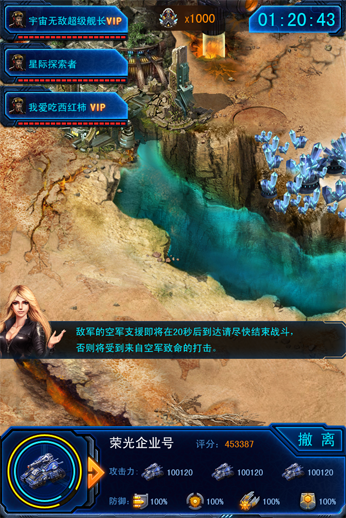 宇宙无敌超级舰长VIP
x1000
01:20:43
星际探索者
我爱吃西红柿 VIP
敌军的空军支援即将在20秒后到达请尽快结束战斗，
否则将受到来自空军致命的打击。
荣光企业号 评分：453387 撤离
攻击力: 100120 100120 100120
防御: 100% 100% 100% 100%